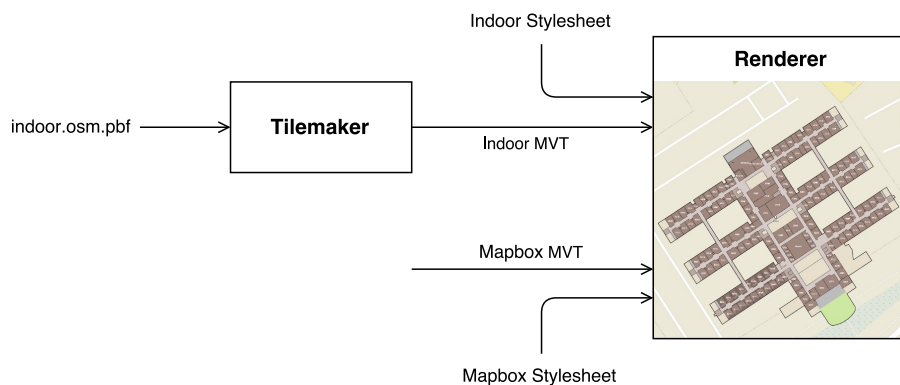 Indoor Stylesheet
Renderer
indoor.osm.pbf
Tilemaker
Indoor MVT
Mapbox MVT
Mapbox Stylesheet